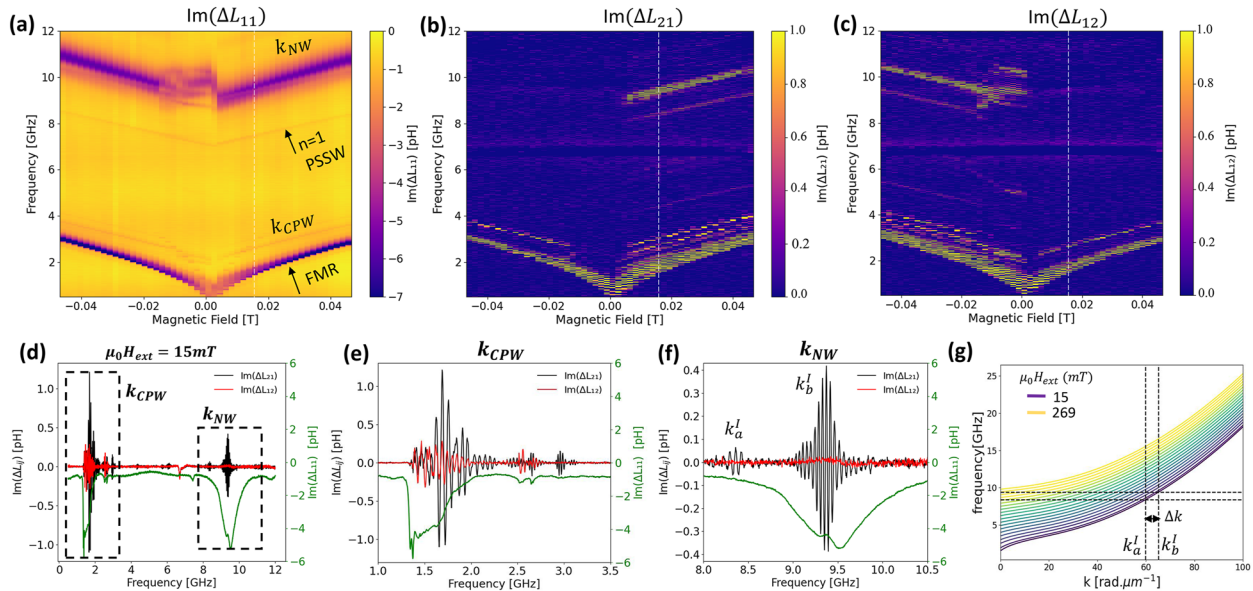 (a)
Im(ΔL11)
kNW
n=1
PSSW
kCPW
FMR
Frequency [GHz]
12
10
8
6
4
2
−0.04 −0.02 0.00 0.02 0.04
Magnetic Field [T]
0
−1
−2
−3
−4
−5
−6
−7
Im(ΔL11) [pH]
(b)
Im(ΔL21)
Frequency [GHz]
12
10
8
6
4
2
−0.04 −0.02 0.00 0.02 0.04
Magnetic Field [T]
1.0
0.8
0.6
0.4
0.2
0.0
Im(ΔL21) [pH]
(c)
Im(ΔL12)
Frequency [GHz]
12
10
8
6
4
2
−0.04 −0.02 0.00 0.02 0.04
Magnetic Field [T]
1.0
0.8
0.6
0.4
0.2
0.0
Im(ΔL12) [pH]
(d)
μ0Hext = 15mT
kCPW
kNW
Im(ΔL21)
Im(ΔL12)
Im(ΔLij) [pH]
1.0
0.5
0.0
−0.5
−1.0
0 2 4 6 8 10 12
Frequency [GHz]
6
4
2
0
−2
−4
−6
Im(ΔL11) [pH]
(e)
kCPW
Im(ΔL21)
Im(ΔL12)
Im(ΔLij) [pH]
1.0
0.5
0.0
−0.5
−1.0
1.0 1.5 2.0 2.5 3.0 3.5
Frequency [GHz]
6
4
2
0
−2
−4
−6
Im(ΔL11) [pH]
(f)
kNW
kaI
kbI
Im(ΔL21)
Im(ΔL12)
Im(ΔLij) [pH]
0.4
0.3
0.2
0.1
0.0
−0.1
−0.2
−0.3
−0.4
8.0 8.5 9.0 9.5 10.0 10.5
Frequency [GHz]
6
4
2
0
−2
−4
−6
Im(ΔL11) [pH]
(g)
μ0Hext (mT)
15
269
Δk
kaI kbI
frequency[GHz]
25
20
15
10
5
0 20 40 60 80 100
k [rad.μm−1]